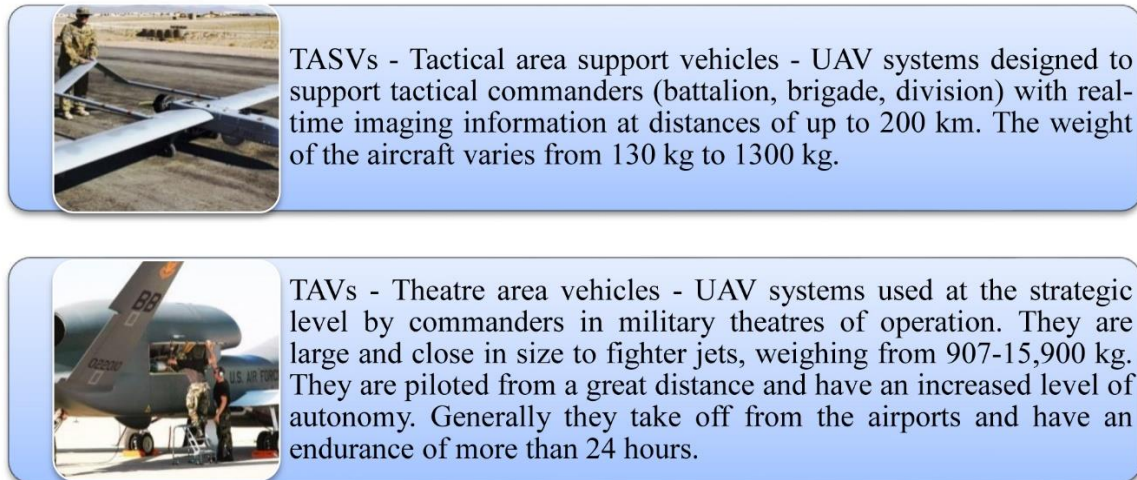 TASVs - Tactical area support vehicles - UAV systems designed to
support tactical commanders (battalion, brigade, division) with real-
time imaging information at distances of up to 200 km. The weight
of the aircraft varies from 130 kg to 1300 kg.
BB
U.S. AIR FORC
TAVs - Theatre area vehicles - UAV systems used at the strategic
level by commanders in military theatres of operation. They are
large and close in size to fighter jets, weighing from 907-15,900 kg.
They are piloted from a great distance and have an increased level of
autonomy. Generally they take off from the airports and have an
endurance of more than 24 hours.